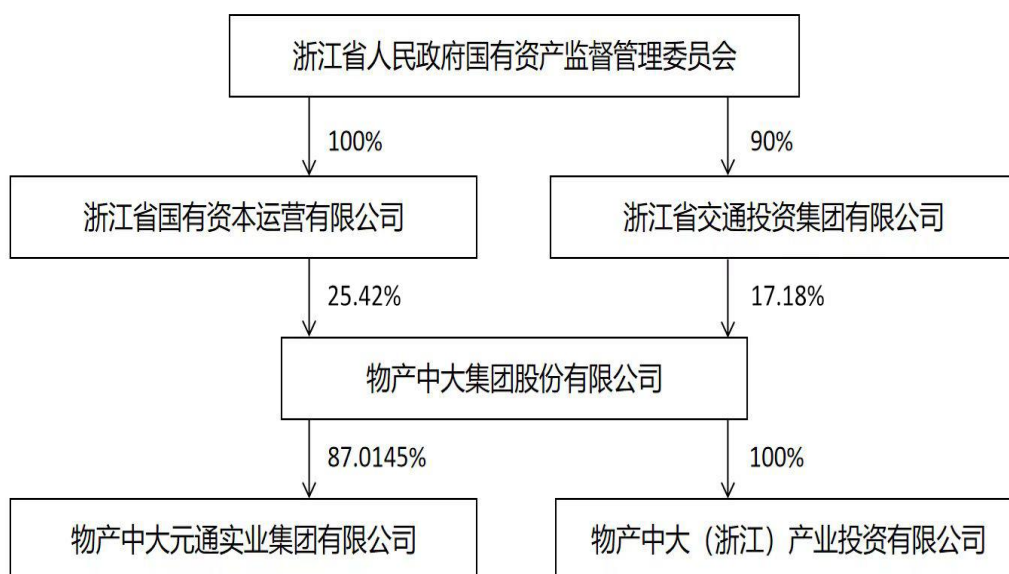 浙江省人民政府国有资产监督管理委员会
100%
90%
浙江省国有资本运营有限公司
浙江省交通投资集团有限公司
25.42%
17.18%
物产中大集团股份有限公司
87.0145%
100%
物产中大元通实业集团有限公司
物产中大（浙江）产业投资有限公司